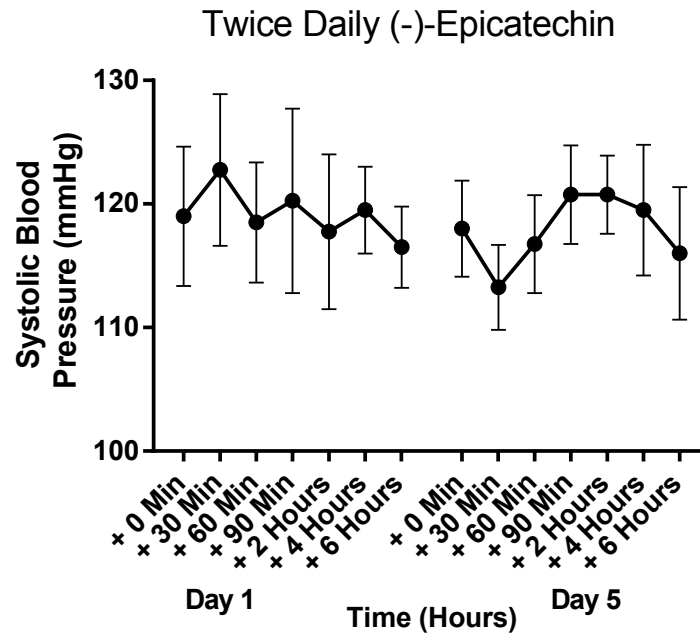 Twice Daily (-)-Epicatechin
Systolic Blood
Pressure (mmHg)
130
120
110
100
+ 0 Min
+ 30 Min
+ 60 Min
+ 90 Min
+ 2 Hours
+ 4 Hours
+ 6 Hours
+ 0 Min
+ 30 Min
+ 60 Min
+ 90 Min
+ 2 Hours
+ 4 Hours
+ 6 Hours
Day 1
Time (Hours)
Day 5